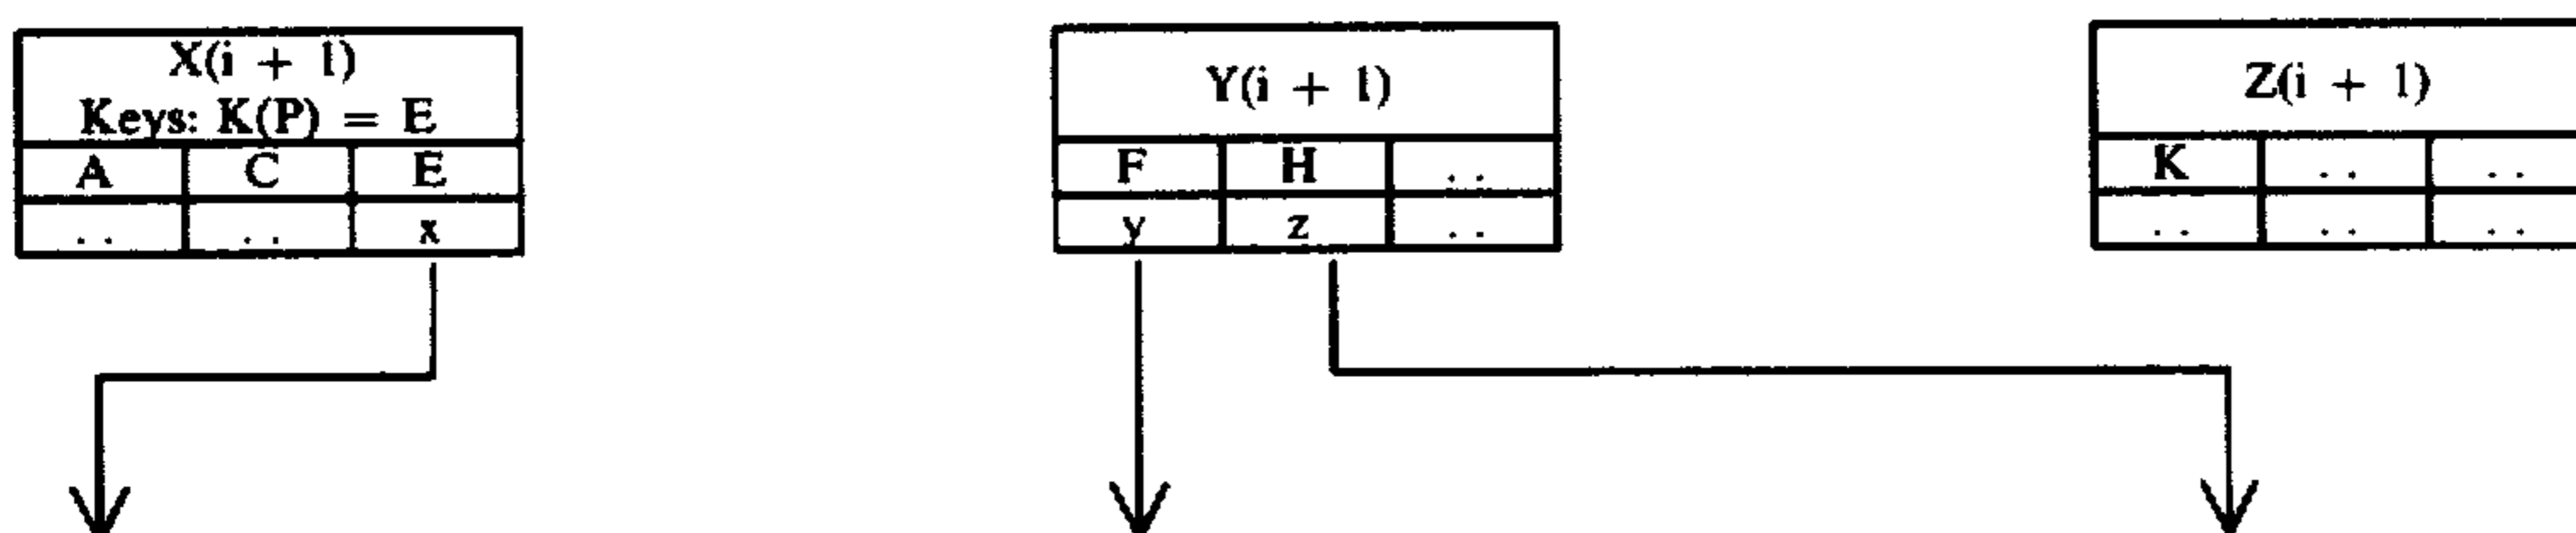 X(i + 1)
Keys: K(P) = E
A C E
. . . . x
Y(i + 1)
F H . .
y z . .
Z(i + 1)
K . . . .
. . . . . .